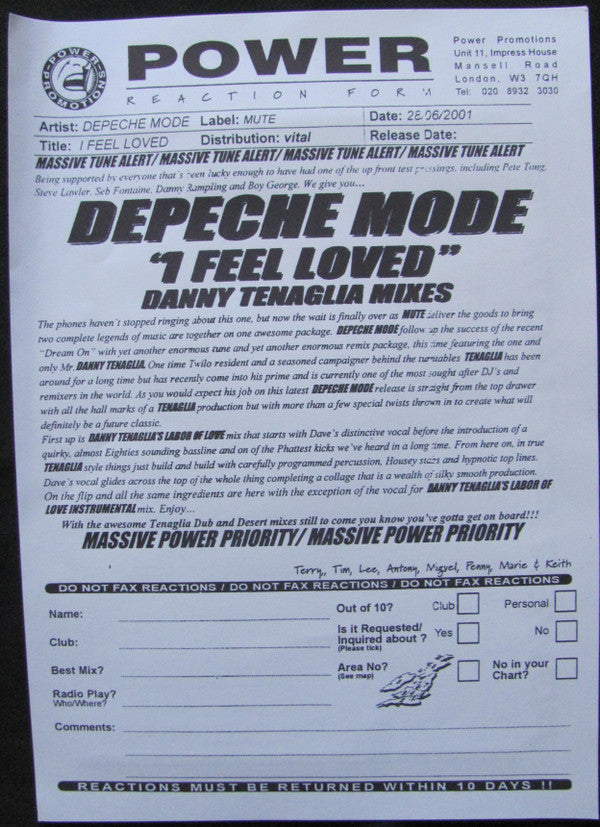 POWER PROMOTIONS
POWER
REACTION FORM
Power Promotions
Unit 11, Impress House
Mansell Road
London, W3 7QH
Tel: 020 8932 3030
Artist: DEPECHE MODE Label: MUTE Date: 28/06/2001
Title: I FEEL LOVED Distribution: vital Release Date:
MASSIVE TUNE ALERT/ MASSIVE TUNE ALERT/ MASSIVE TUNE ALERT/ MASSIVE TUNE ALERT
Being supported by everyone that's been lucky enough to have had one of the up front test pressings, including Pete Tong,
Steve Lawler, Seb Fontaine, Danny Rampling and Boy George. We give you...
DEPECHE MODE
"I FEEL LOVED"
DANNY TENAGLIA MIXES
The phones haven't stopped ringing about this one, but now the wait is finally over as MUTE deliver the goods to bring
two complete legends of music are together on one awesome package. DEPECHE MODE follow up the success of the recent
"Dream On" with yet another enormous tune and yet another enormous remix package, this time featuring the one and
only Mr. DANNY TENAGLIA. One time Twilo resident and a seasoned campaigner behind the turntables TENAGLIA has been
around for a long time but has recently come into his prime and is currently one of the most sought after DJ's and
remixers in the world. As you would expect his job on this latest DEPECHE MODE release is straight from the top drawer
with all the hall marks of a TENAGLIA production but with more than a few special twists thrown in to create what will
definitely be a future classic.
First up is DANNY TENAGLIA'S LABOR OF LOVE mix that starts with Dave's distinctive vocal before the introduction of a
quirky, almost Eighties sounding bassline and on of the Phattest kicks we've heard in a long time. From here on, in true
TENAGLIA style things just build and build with carefully programmed percussion, Housey stabs and hypnotic top lines.
Dave's vocal glides across the top of the whole thing completing a collage that is a wealth of silky smooth production.
On the flip and all the same ingredients are here with the exception of the vocal for DANNY TENAGLIA'S LABOR OF
LOVE INSTRUMENTAL mix. Enjoy...
With the awesome Tenaglia Dub and Desert mixes still to come you know you've gotta get on board!!!
MASSIVE POWER PRIORITY/ MASSIVE POWER PRIORITY
Terry, Tim, Lee, Antony, Miguel, Penny, Marie & Keith
DO NOT FAX REACTIONS / DO NOT FAX REACTIONS / DO NOT FAX REACTIONS
Name: Out of 10? Club Personal
Club: Is it Requested/ Inquired about ? (Please tick) Yes No
Best Mix? Area No? (See map) No in your Chart?
Radio Play?
Who/Where?
Comments:
REACTIONS MUST BE RETURNED WITHIN 10 DAYS !!